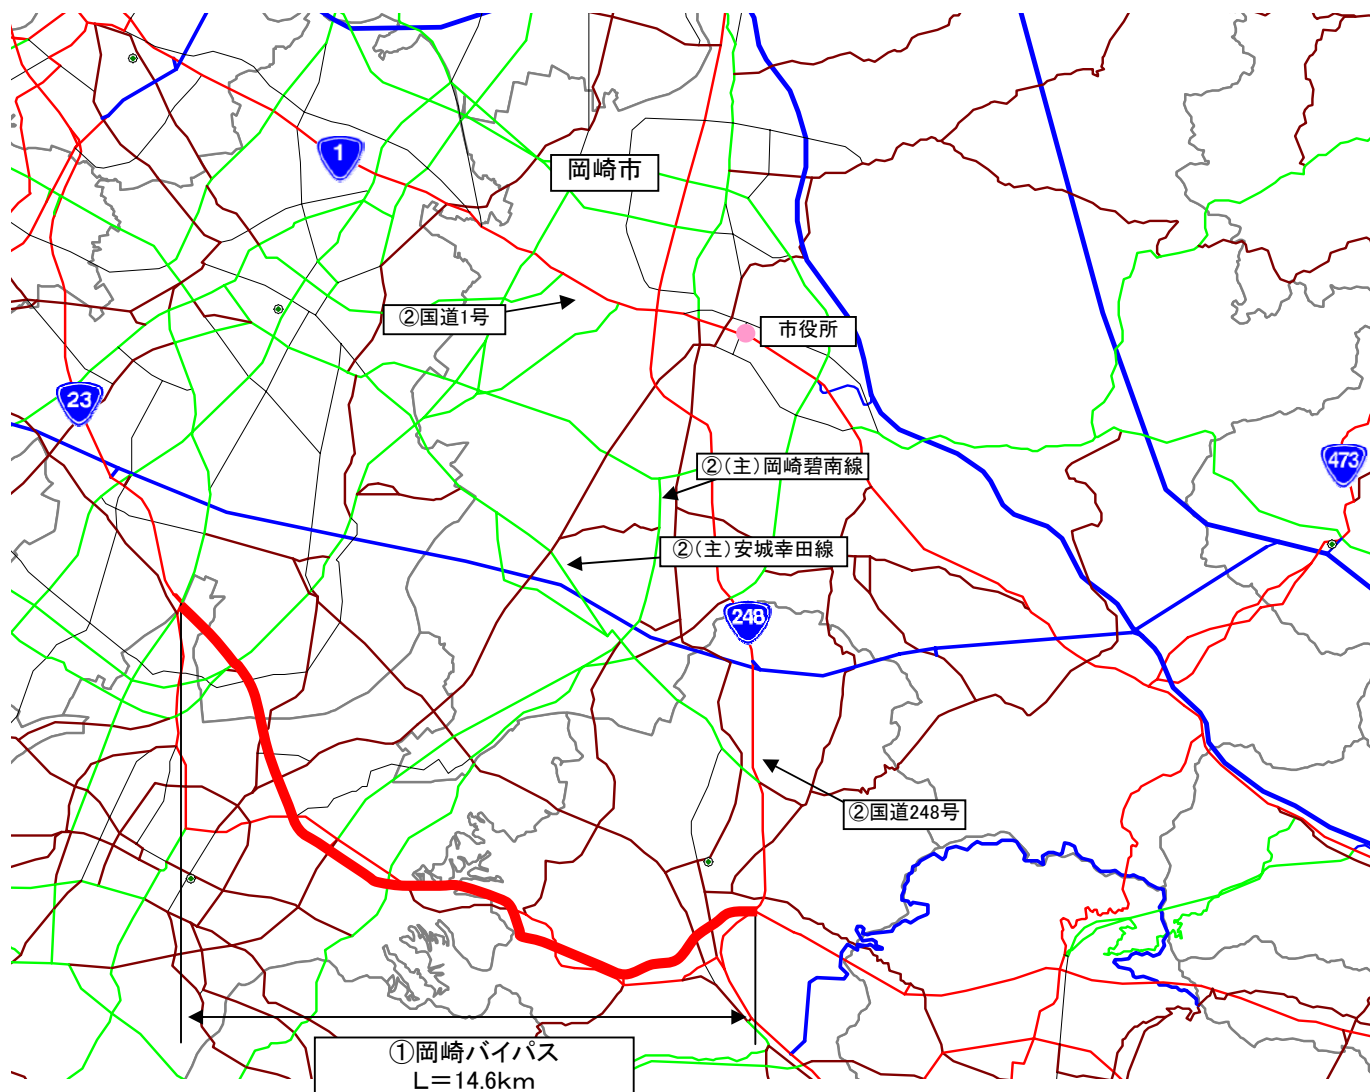 1
岡崎市
②国道1号
市役所
23
②(主)岡崎碧南線
473
②(主)安城幸田線
248
②国道248号
①岡崎バイパス
L=14.6km